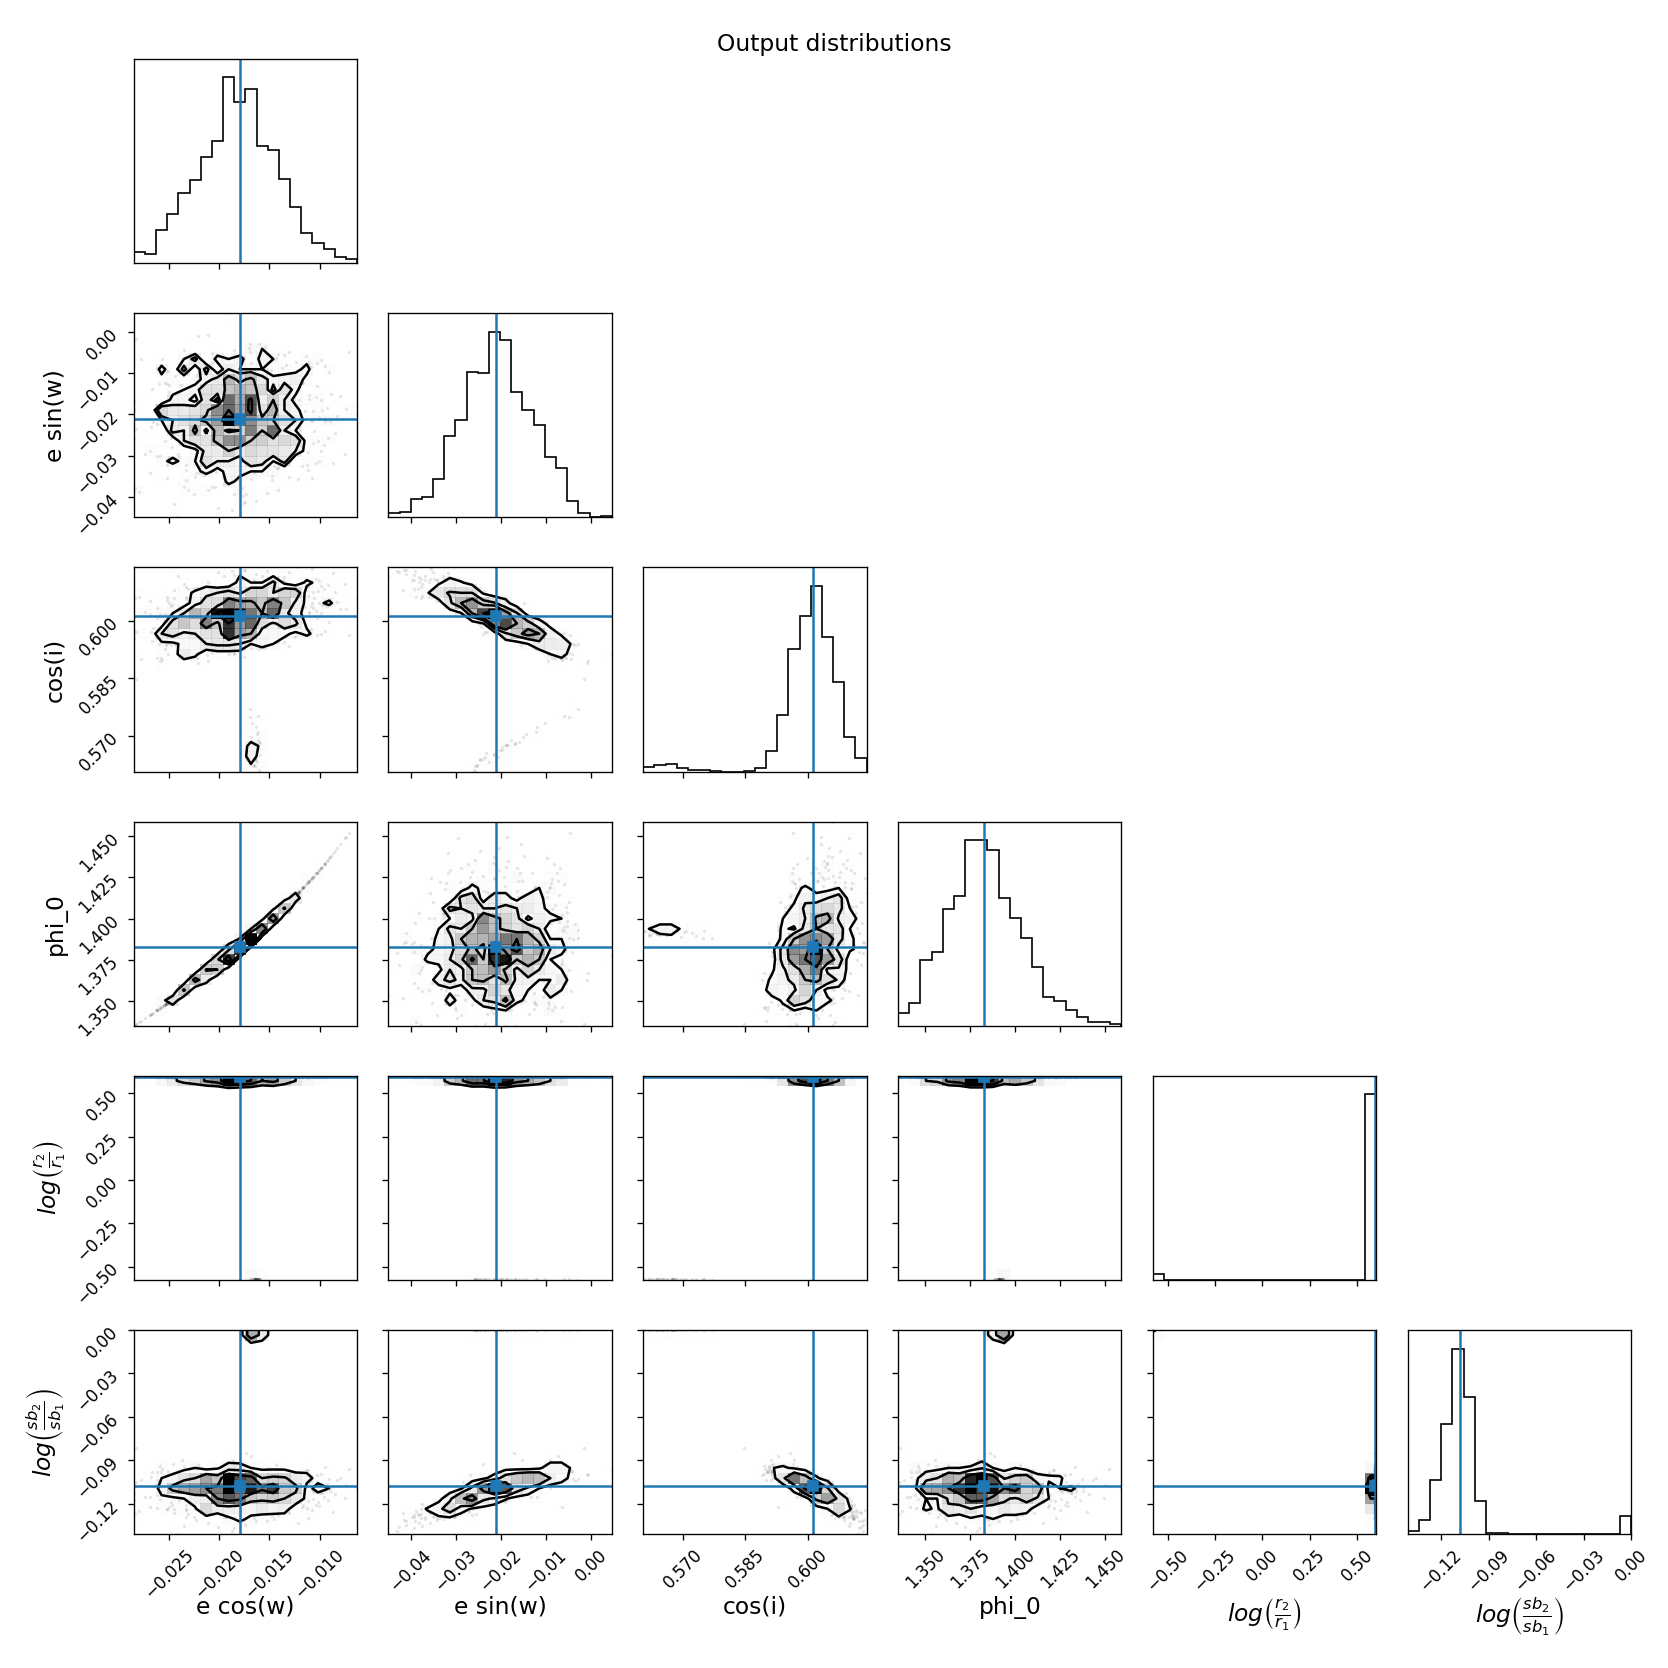 Output distributions
e sin(w)
0.00
−0.01
−0.02
−0.03
−0.04
cos(i)
0.600
0.585
0.570
phi_0
1.450
1.425
1.400
1.375
1.350
log(r₂/r₁)
0.50
0.25
0.00
−0.25
−0.50
log(sb₂/sb₁)
0.00
−0.03
−0.06
−0.09
−0.12
−0.025 −0.020 −0.015 −0.010
−0.04 −0.03 −0.02 −0.01 0.00
0.570 0.585 0.600
1.350 1.375 1.400 1.425 1.450
−0.50 −0.25 0.00 0.25 0.50
−0.12 −0.09 −0.06 −0.03 0.00
e cos(w) e sin(w) cos(i) phi_0 log(r₂/r₁) log(sb₂/sb₁)